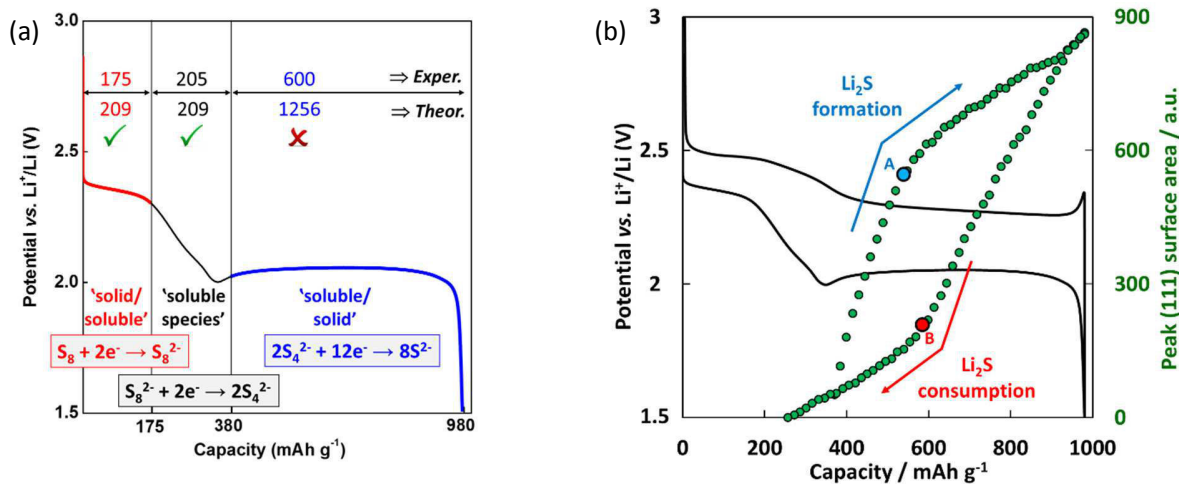 (a)
3.0
2.5
2.0
1.5
Potential vs. Li⁺/Li (V)
175 205 600 ⇒ Exper.
209 209 1256 ⇒ Theor.
✓ ✓ ✘
'solid/
soluble'
'soluble
species'
'soluble/
solid'
S₈ + 2e⁻ → S₈²⁻
S₈²⁻ + 2e⁻ → 2S₄²⁻
2S₄²⁻ + 12e⁻ → 8S²⁻
175 380 980
Capacity (mAh g⁻¹)
(b)
3
2.5
2
1.5
Potential vs. Li⁺/Li (V)
Li₂S
formation
A
B
Li₂S
consumption
0 200 400 600 800 1000
Capacity / mAh g⁻¹
900
600
300
0
Peak (111) surface area / a.u.